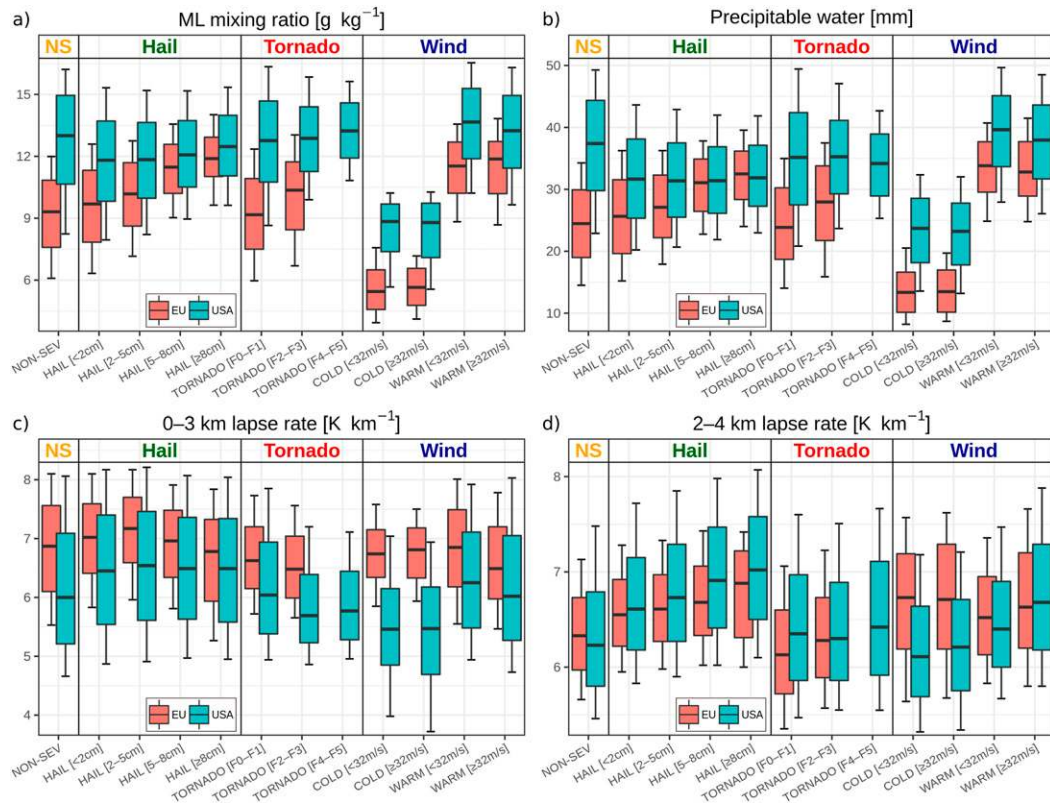 a) ML mixing ratio [g kg⁻¹]
NS Hail Tornado Wind
15
12
9
6
EU USA
NON-SEV HAIL [<2cm] HAIL [2–5cm] HAIL [5–8cm] HAIL [≥8cm] TORNADO [F0–F1] TORNADO [F2–F3] TORNADO [F4–F5] COLD [<32m/s] COLD [≥32m/s] WARM [<32m/s] WARM [≥32m/s]
b) Precipitable water [mm]
NS Hail Tornado Wind
50
40
30
20
10
EU USA
NON-SEV HAIL [<2cm] HAIL [2–5cm] HAIL [5–8cm] HAIL [≥8cm] TORNADO [F0–F1] TORNADO [F2–F3] TORNADO [F4–F5] COLD [<32m/s] COLD [≥32m/s] WARM [<32m/s] WARM [≥32m/s]
c) 0–3 km lapse rate [K km⁻¹]
NS Hail Tornado Wind
8
7
6
5
4
EU USA
NON-SEV HAIL [<2cm] HAIL [2–5cm] HAIL [5–8cm] HAIL [≥8cm] TORNADO [F0–F1] TORNADO [F2–F3] TORNADO [F4–F5] COLD [<32m/s] COLD [≥32m/s] WARM [<32m/s] WARM [≥32m/s]
d) 2–4 km lapse rate [K km⁻¹]
NS Hail Tornado Wind
8
7
6
EU USA
NON-SEV HAIL [<2cm] HAIL [2–5cm] HAIL [5–8cm] HAIL [≥8cm] TORNADO [F0–F1] TORNADO [F2–F3] TORNADO [F4–F5] COLD [<32m/s] COLD [≥32m/s] WARM [<32m/s] WARM [≥32m/s]